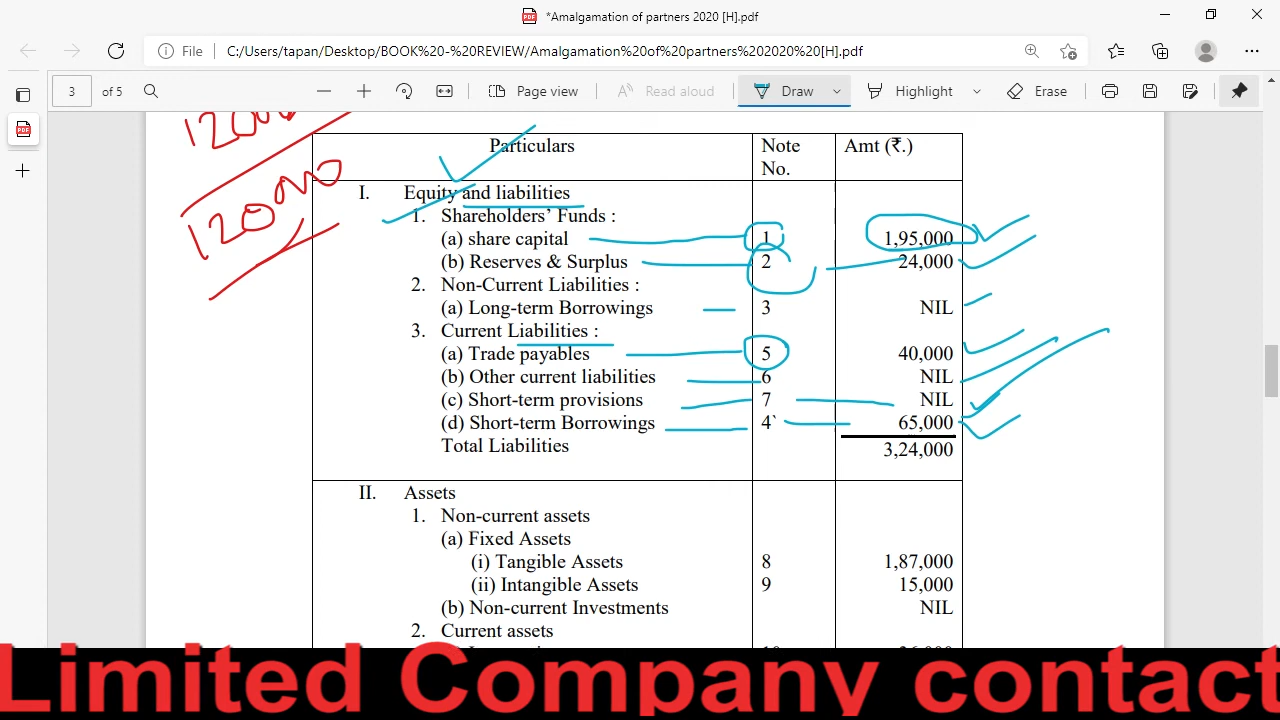 *Amalgamation of partners 2020 [H].pdf
File C:/Users/tapan/Desktop/BOOK%20-%20REVIEW/Amalgamation%20of%20partners%202020%20[H].pdf
3 of 5 Page view Read aloud Draw Highlight Erase
12000
Particulars Note No. Amt (₹.)
I. Equity and liabilities
1. Shareholders' Funds :
(a) share capital 1 1,95,000
(b) Reserves & Surplus 2 24,000
2. Non-Current Liabilities :
(a) Long-term Borrowings 3 NIL
3. Current Liabilities :
(a) Trade payables 5 40,000
(b) Other current liabilities 6 NIL
(c) Short-term provisions 7 NIL
(d) Short-term Borrowings 4` 65,000
Total Liabilities 3,24,000
II. Assets
1. Non-current assets
(a) Fixed Assets
(i) Tangible Assets 8 1,87,000
(ii) Intangible Assets 9 15,000
(b) Non-current Investments NIL
2. Current assets
Limited Company contact